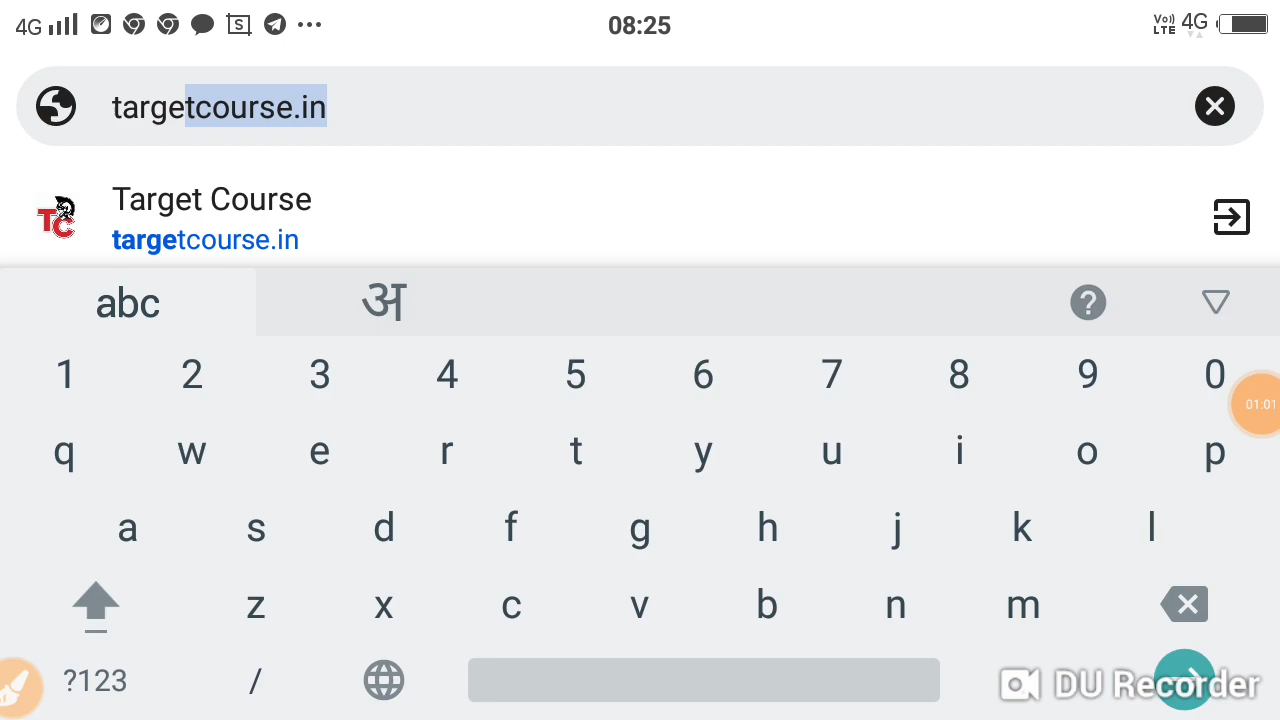 4G 08:25 Vo)) LTE 4G
targetcourse.in
TC Target Course
targetcourse.in
abc अ ?
1 2 3 4 5 6 7 8 9 0
01:01
q w e r t y u i o p
a s d f g h j k l
z x c v b n m
?123 / DU Recorder